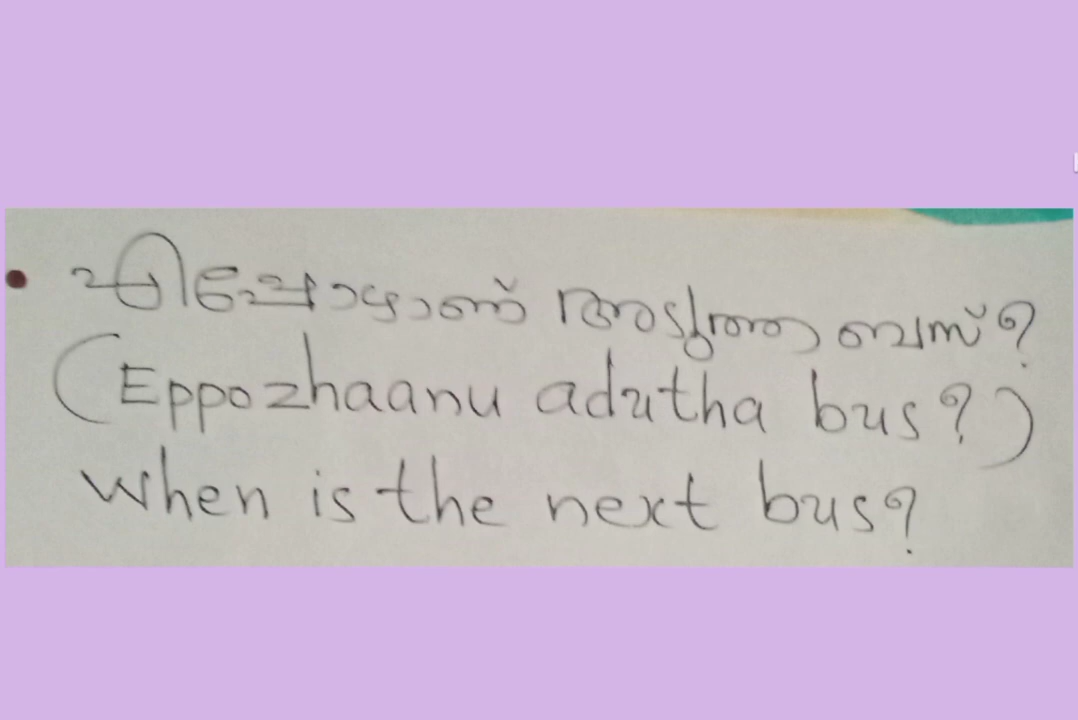 • എപ്പോഴാണ് അടുത്ത ബസ്?
(Eppozhaanu adutha bus?)
When is the next bus?